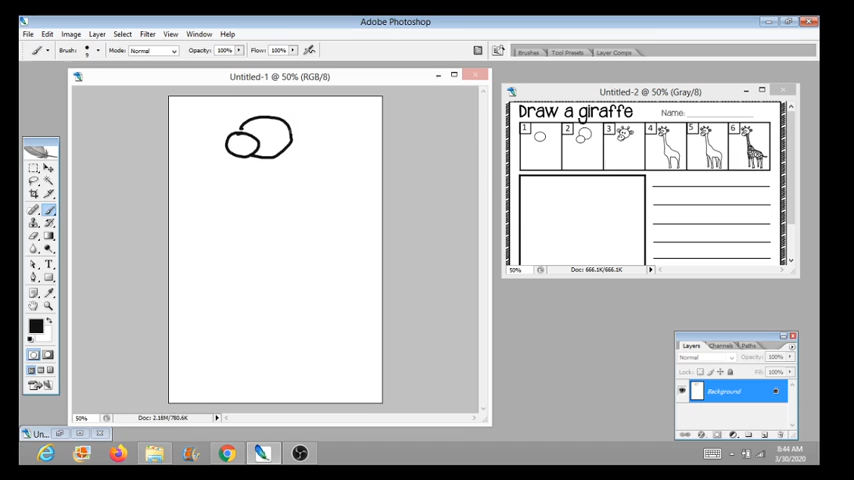 Adobe Photoshop
File Edit Image Layer Select Filter View Window Help
Brush: 9 Mode: Normal Opacity: 100% Flow: 100%
Brushes Tool Presets Layer Comps
Untitled-1 @ 50% (RGB/8)
Untitled-2 @ 50% (Gray/8)
Draw a giraffe Name:
1 2 3 4 5 6
50% Doc: 666.1K/666.1K
Layers Channels Paths
Normal Opacity: 100%
Lock: Fill: 100%
Background
50% Doc: 2.18M/780.6K
Un...
8:44 AM
3/30/2020